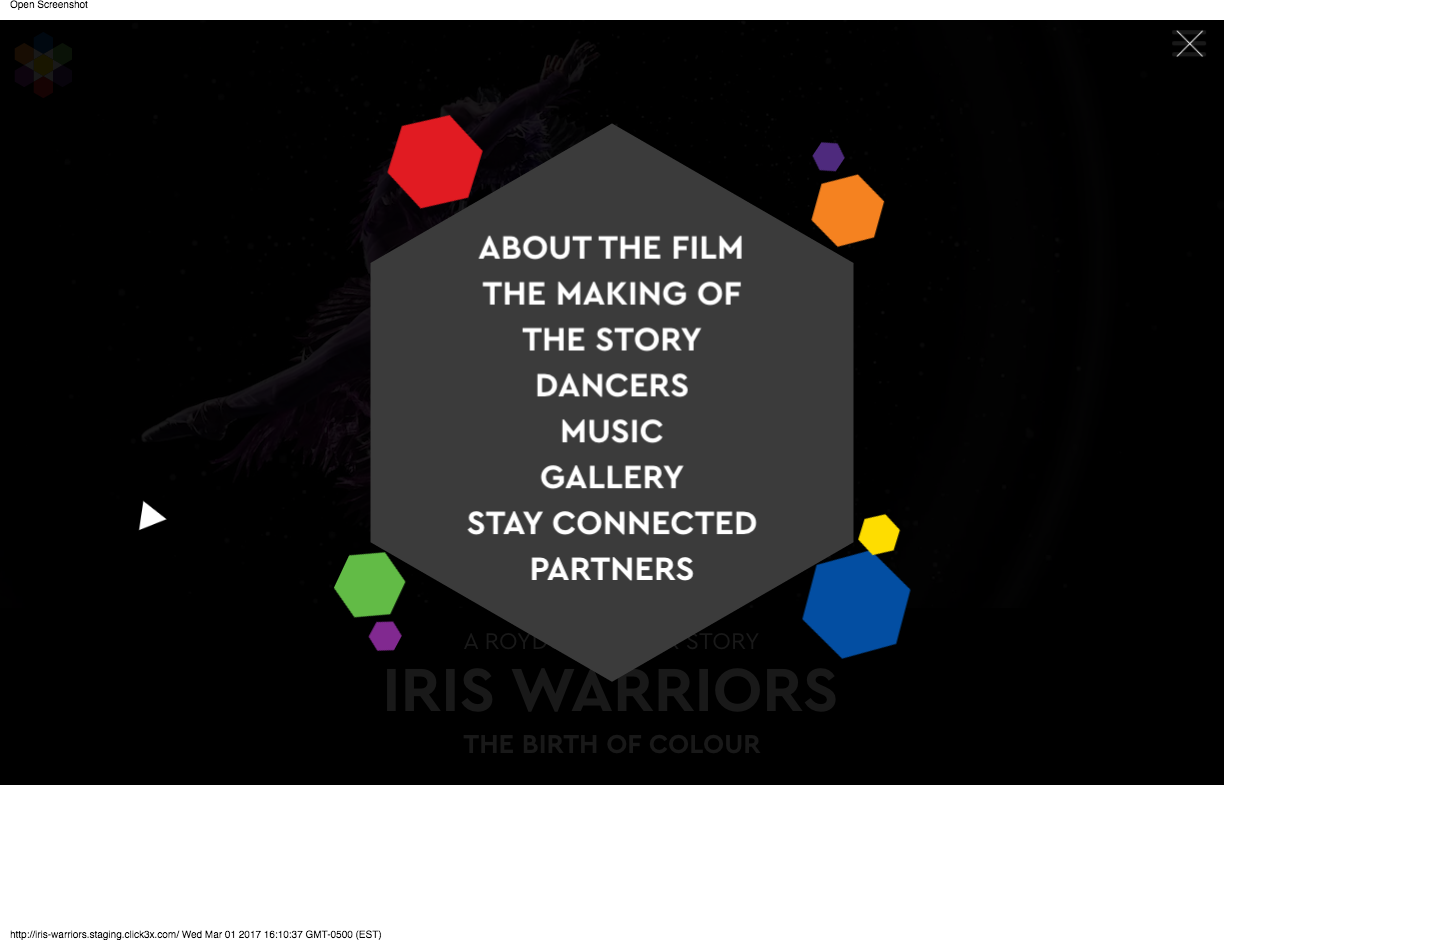 Open Screenshot
ABOUT THE FILM
THE MAKING OF
THE STORY
DANCERS
MUSIC
GALLERY
STAY CONNECTED
PARTNERS
A STORY
IRIS WARRIORS
THE BIRTH OF COLOUR
http://iris-warriors.staging.click3x.com/ Wed Mar 01 2017 16:10:37 GMT-0500 (EST)